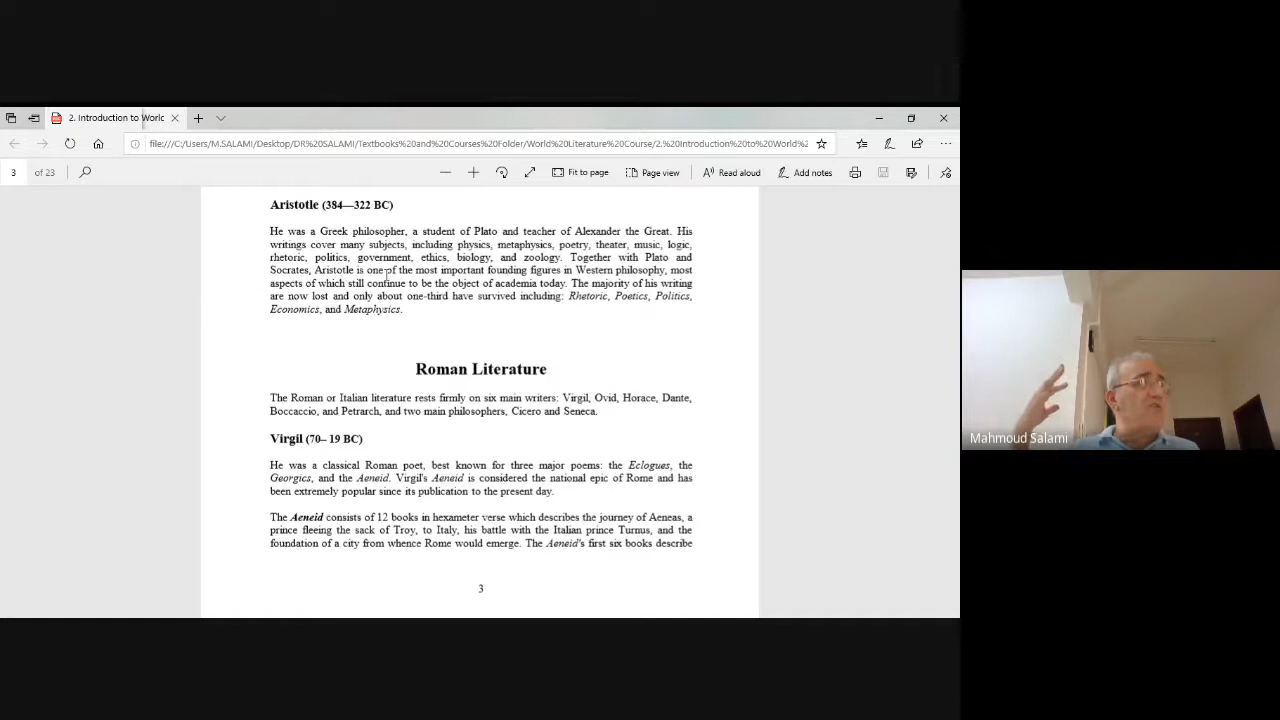 2. Introduction to World
file:///C:/Users/M.SALAMI/Desktop/DR%20SALAMI/Textbooks%20and%20Courses%20Folder/World%20Literature%20Course/2.%20Introduction%20to%20World%2
3 of 23
Fit to page
Page view
Read aloud
Add notes
Aristotle (384—322 BC)
He was a Greek philosopher, a student of Plato and teacher of Alexander the Great. His
writings cover many subjects, including physics, metaphysics, poetry, theater, music, logic,
rhetoric, politics, government, ethics, biology, and zoology. Together with Plato and
Socrates, Aristotle is one of the most important founding figures in Western philosophy, most
aspects of which still continue to be the object of academia today. The majority of his writing
are now lost and only about one-third have survived including: Rhetoric, Poetics, Politics,
Economics, and Metaphysics.
Roman Literature
The Roman or Italian literature rests firmly on six main writers: Virgil, Ovid, Horace, Dante,
Boccaccio, and Petrarch, and two main philosophers, Cicero and Seneca.
Virgil (70– 19 BC)
He was a classical Roman poet, best known for three major poems: the Eclogues, the
Georgics, and the Aeneid. Virgil's Aeneid is considered the national epic of Rome and has
been extremely popular since its publication to the present day.
The Aeneid consists of 12 books in hexameter verse which describes the journey of Aeneas, a
prince fleeing the sack of Troy, to Italy, his battle with the Italian prince Turnus, and the
foundation of a city from whence Rome would emerge. The Aeneid's first six books describe
3
Mahmoud Salami